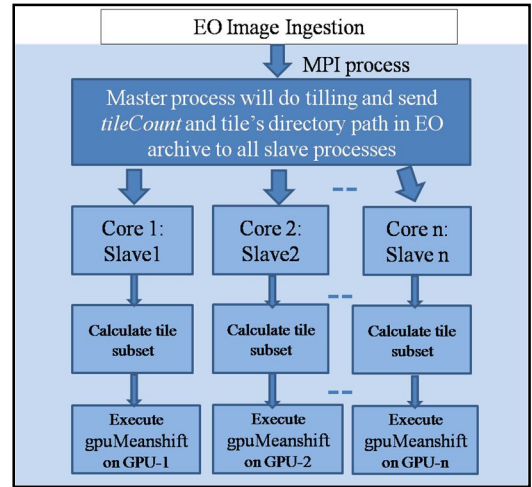 EO Image Ingestion
MPI process
Master process will do tilling and send
tileCount and tile's directory path in EO
archive to all slave processes
Core 1:
Slave1
Core 2:
Slave2
Core n:
Slave n
Calculate tile
subset
Calculate tile
subset
Calculate tile
subset
Execute
gpuMeanshift
on GPU-1
Execute
gpuMeanshift
on GPU-2
Execute
gpuMeanshift
on GPU-n